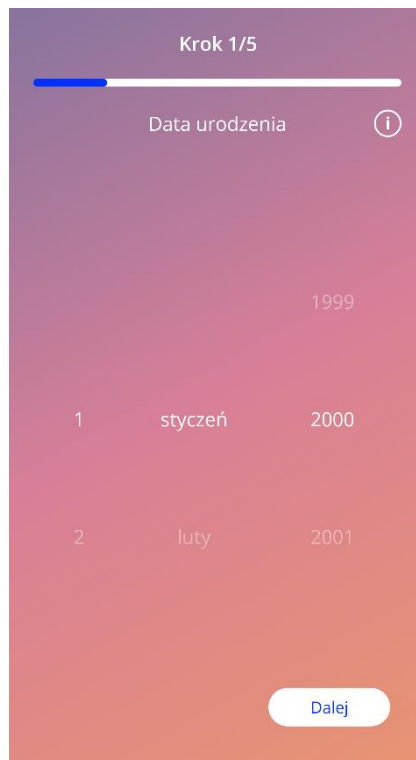 Krok 1/5
Data urodzenia
1999
1 styczeń 2000
2 luty 2001
Dalej